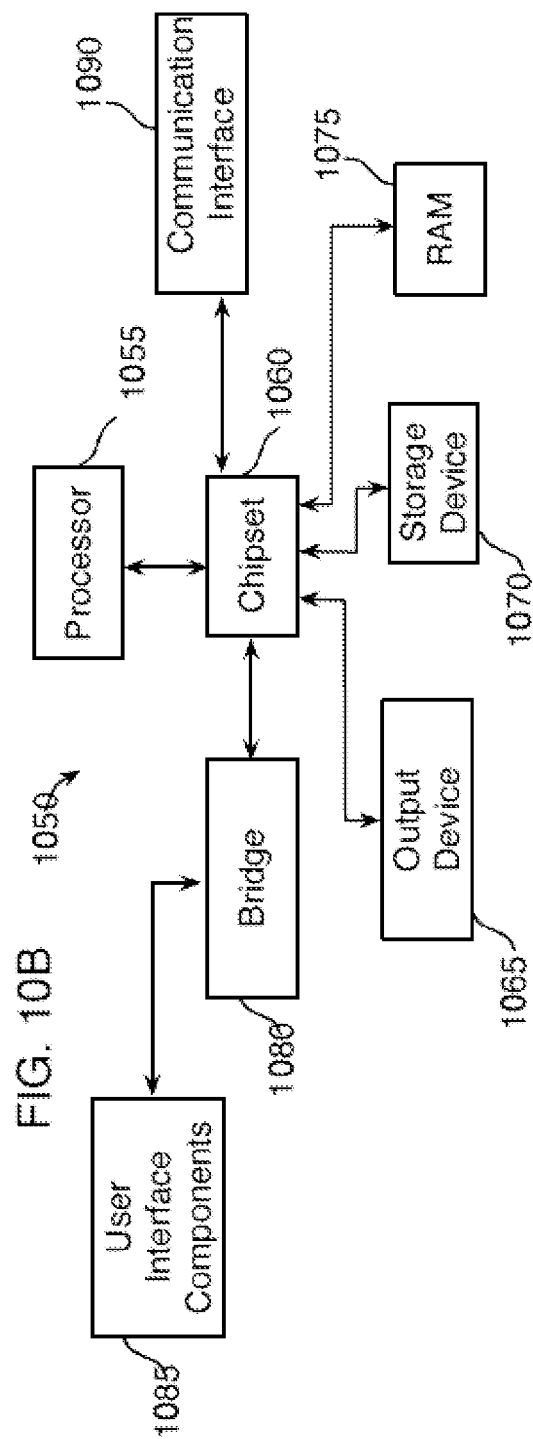 FIG. 10B
1050
User
Interface
Components
1085
Bridge
1080
Processor
1055
Chipset
1060
Communication
Interface
1090
Output
Device
1065
Storage
Device
1070
RAM
1075